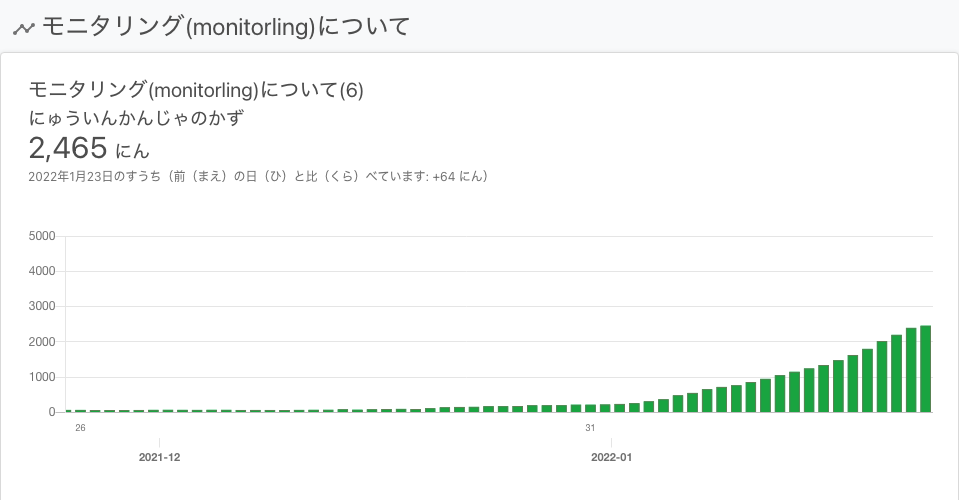 モニタリング(monitorling)について
モニタリング(monitorling)について(6)
にゅういんかんじゃのかず
2,465 にん
2022年1月23日のすうち（前（まえ）の日（ひ）と比（くら）べています: +64 にん）
5000
4000
3000
2000
1000
0
26
31
2021-12
2022-01